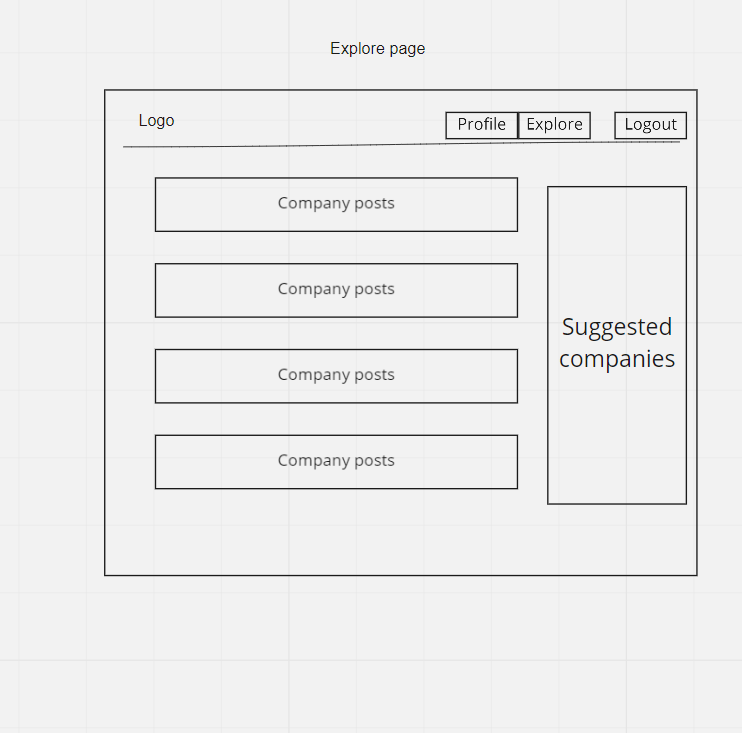 Explore page
Logo
Profile
Explore
Logout
Company posts
Company posts
Company posts
Company posts
Suggested
companies